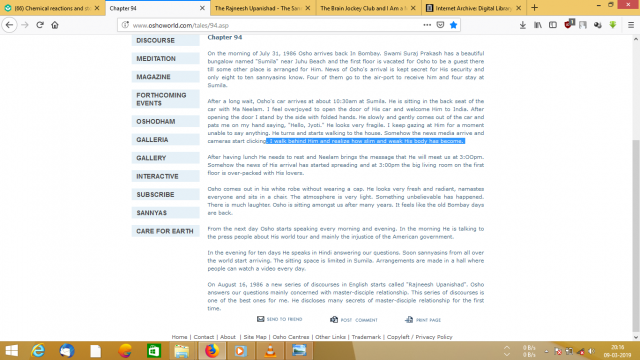 (86) Chemical reactions and e
Chapter 94
The Rajneesh Upanishad - The San
The Brain Jockey Club and I Am a
Internet Archive: Digital Library
www.oshoworld.com/tales/94.asp
Search
DISCOURSE
MEDITATION
MAGAZINE
FORTHCOMING
EVENTS
OSHODHAM
GALLERIA
GALLERY
INTERACTIVE
SUBSCRIBE
SANNYAS
CARE FOR EARTH
Chapter 94
On the morning of July 31, 1986 Osho arrives back In Bombay. Swami Suraj Prakash has a beautiful
bungalow named "Sumila" near Juhu Beach and the first floor is vacated for Osho to be a guest there
till some other place is arranged for Him. News of Osho's arrival is kept secret for His security and
only eight to ten sannyasins know. Four of them go to the air-port to receive him and four stay at
Sumila.
After a long wait, Osho's car arrives at about 10:30am at Sumila. He is sitting in the back seat of the
car with Ma Neelam. I feel overjoyed to open the door of His car and welcome Him to India. After
opening the door I stand by the side with folded hands. He slowly and gently comes out of the car and
pats me on my hand saying, "Hello, Jyoti." He looks very fragile. I keep gazing at Him for a moment
unable to say anything. He turns and starts walking to the house. Somehow the news media arrive and
cameras start clicking. I walk behind Him and realize how slim and weak His body has become.
After having lunch He needs to rest and Neelam brings the message that He will meet us at 3:00pm.
Somehow the news of His arrival has started spreading and at 3:00pm the big living room on the first
floor is over-packed with His lovers.
Osho comes out in his white robe without wearing a cap. He looks very fresh and radiant, namastes
everyone and sits in a chair. The atmosphere is very light. Something unbelievable has happened.
There is much laughter. Osho is sitting amongst us after many years. It feels like the old Bombay days
are back.
From the next day Osho starts speaking every morning and evening. In the morning He is talking to
the press people about His world tour and mainly the injustice of the American government.
In the evening for ten days He speaks in Hindi answering our questions. Soon sannyasins from all over
the world start arriving. The sitting space is limited in Sumila. Arrangements are made in a hall where
people can watch a video every day.
On August 16, 1986 a new series of discourses in English starts called "Rajneesh Upanishad". Osho
answers our questions mainly concerned with master-disciple relationship. This series of discourses is
one of the best ones for me. He discloses many secrets of master-disciple relationship for the first
time.
SEND TO FRIEND
POST COMMENT
PRINT PAGE
Home | Contact | About | Site Map | Osho Centres | Other Links | Trademark | Copyleft / Privacy Policy
0 B/s
0 B/s
20:16
09-03-2019